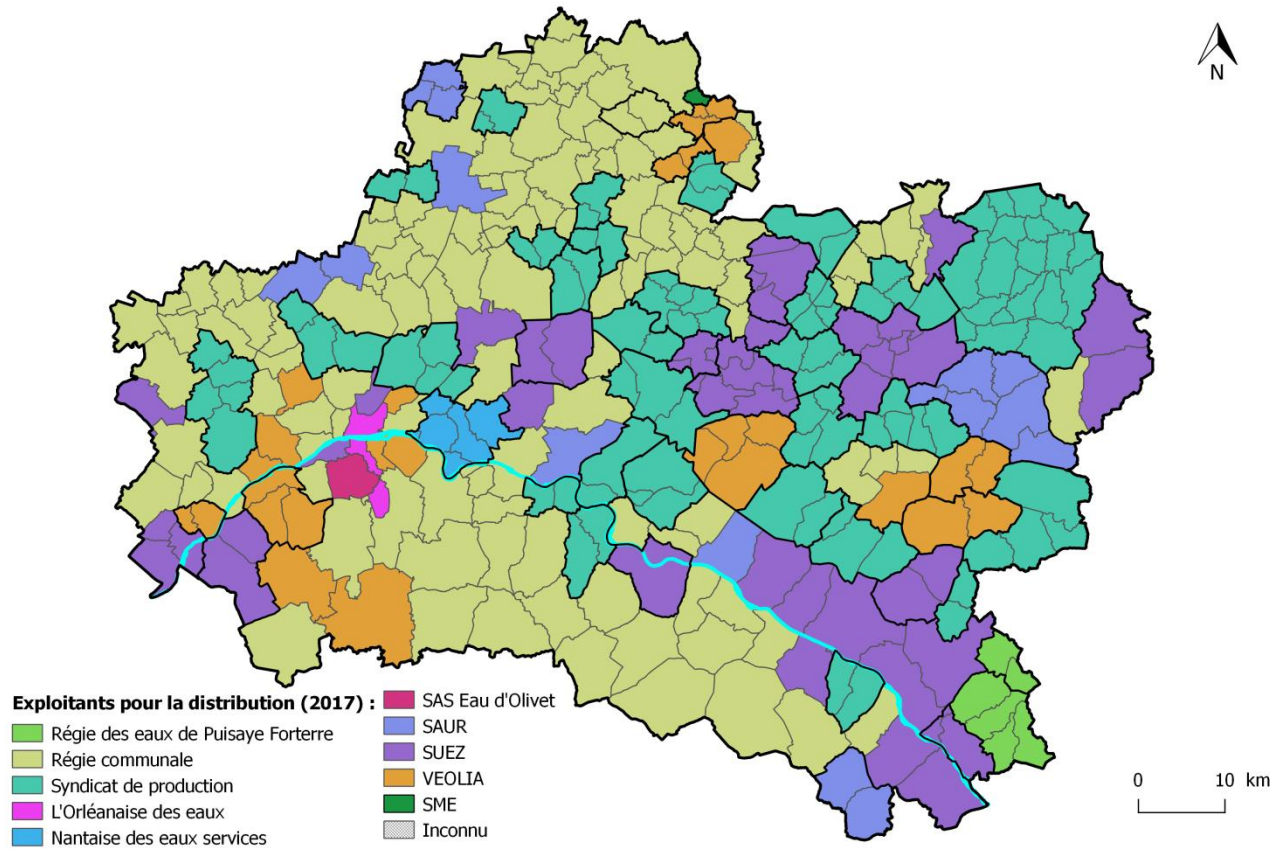 N
Exploitants pour la distribution (2017) :
Régie des eaux de Puisaye Forterre
Régie communale
Syndicat de production
L'Orléanaise des eaux
Nantaise des eaux services
SAS Eau d'Olivet
SAUR
SUEZ
VEOLIA
SME
Inconnu
0 10 km